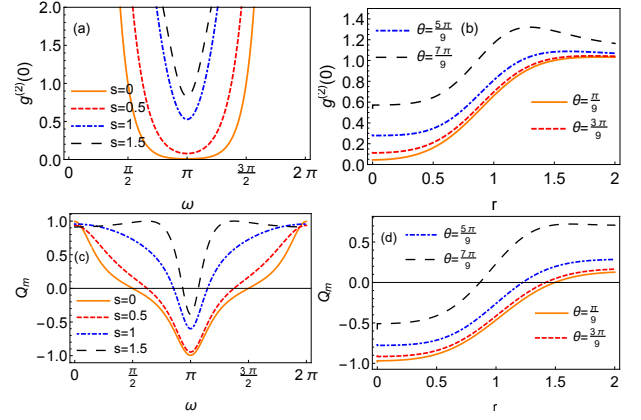 (a)
g^{(2)}(0)
2.0
1.5
1.0
0.5
0.0
s=0
s=0.5
s=1
s=1.5
0 π/2 π 3π/2 2π
ω
(b)
g^{(2)}(0)
1.4
1.2
1.0
0.8
0.6
0.4
0.2
0.0
θ=5π/9
θ=7π/9
θ=π/9
θ=3π/9
0 0.5 1.0 1.5 2.0
r
(c)
Q_m
1.0
0.5
0.0
-0.5
-1.0
s=0
s=0.5
s=1
s=1.5
0 π/2 π 3π/2 2π
ω
(d)
Q_m
0.5
0.0
-0.5
-1.0
θ=5π/9
θ=7π/9
θ=π/9
θ=3π/9
0 0.5 1.0 1.5 2.0
r